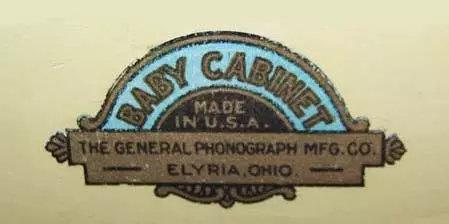 BABY CABINET
MADE
IN U.S.A.
THE GENERAL PHONOGRAPH MFG. CO.
ELYRIA, OHIO